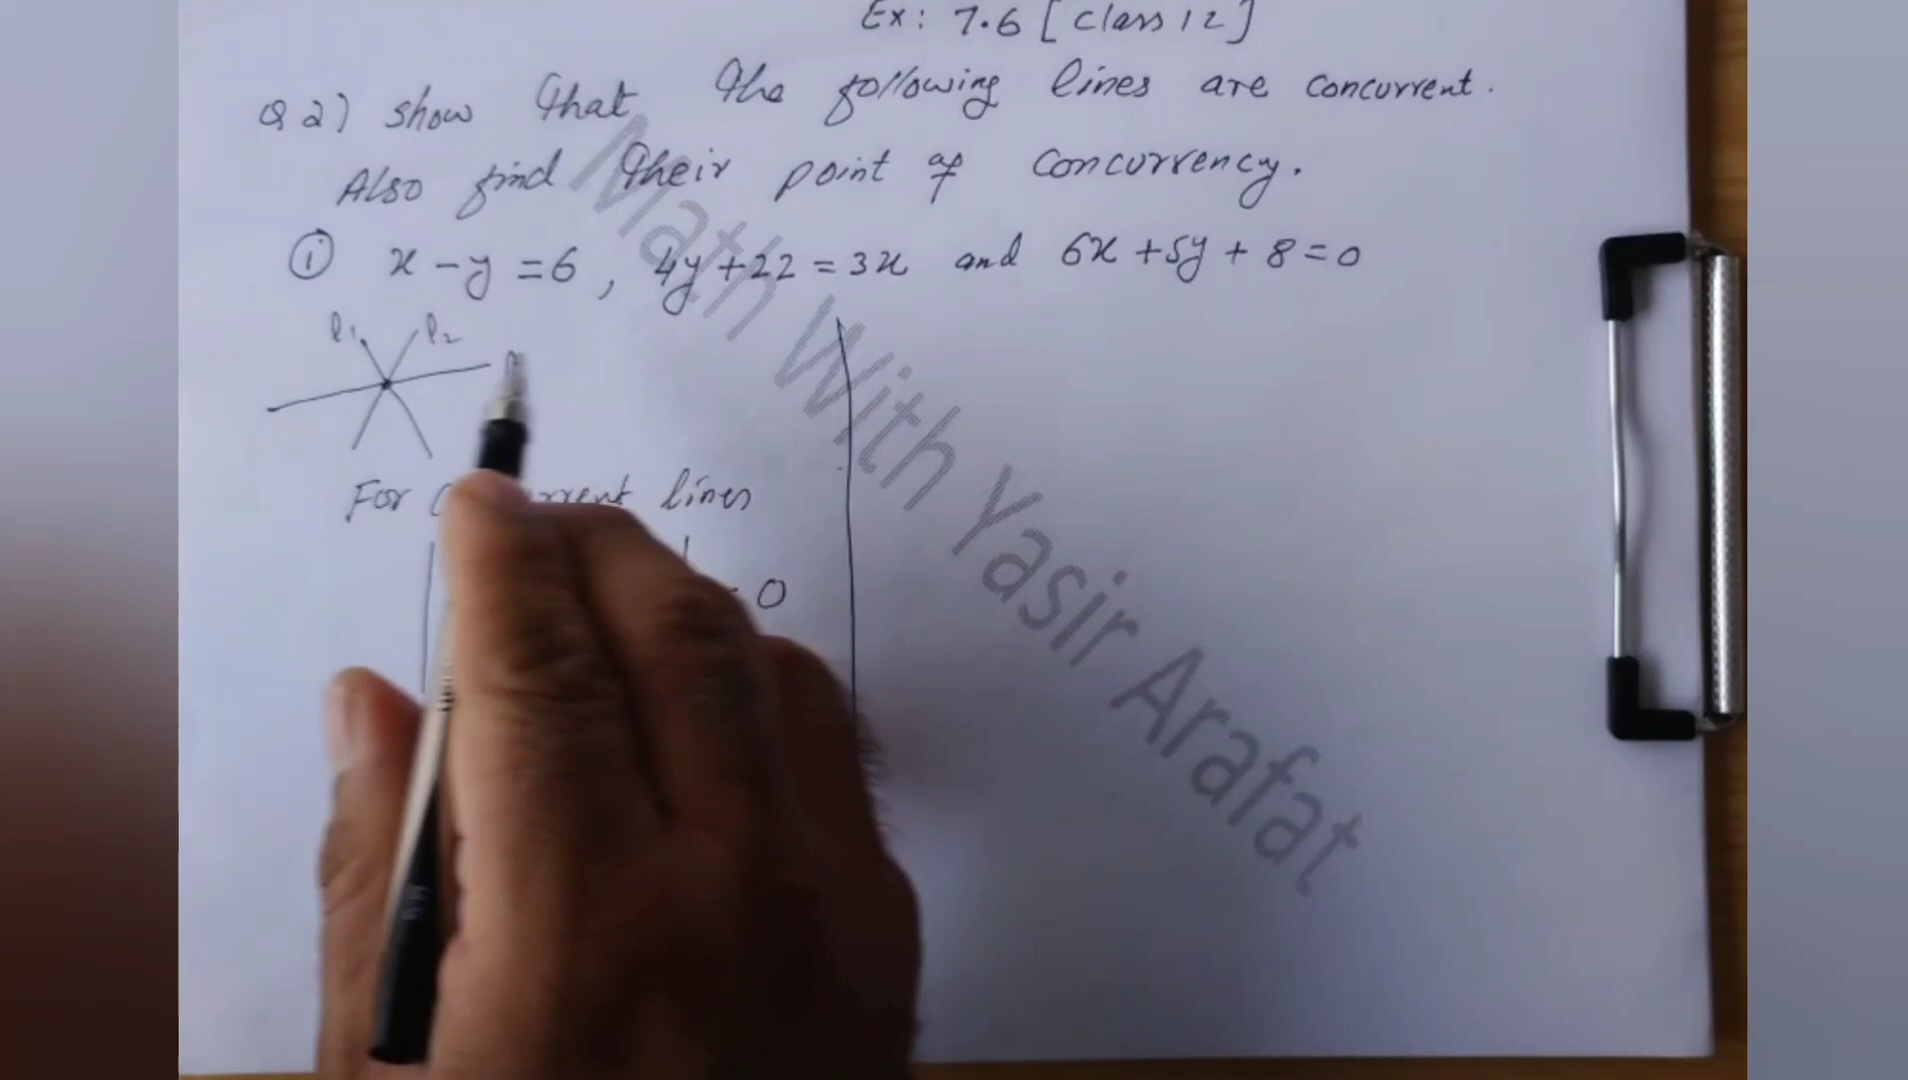 Ex: 7.6 [Class 12]
Q2) show that the following lines are concurrent.
Also find their point of concurrency.
i x - y = 6, 4y + 22 = 3x and 6x + 5y + 8 = 0
l1 l2
For lines
0
Math With Yasir Arafat